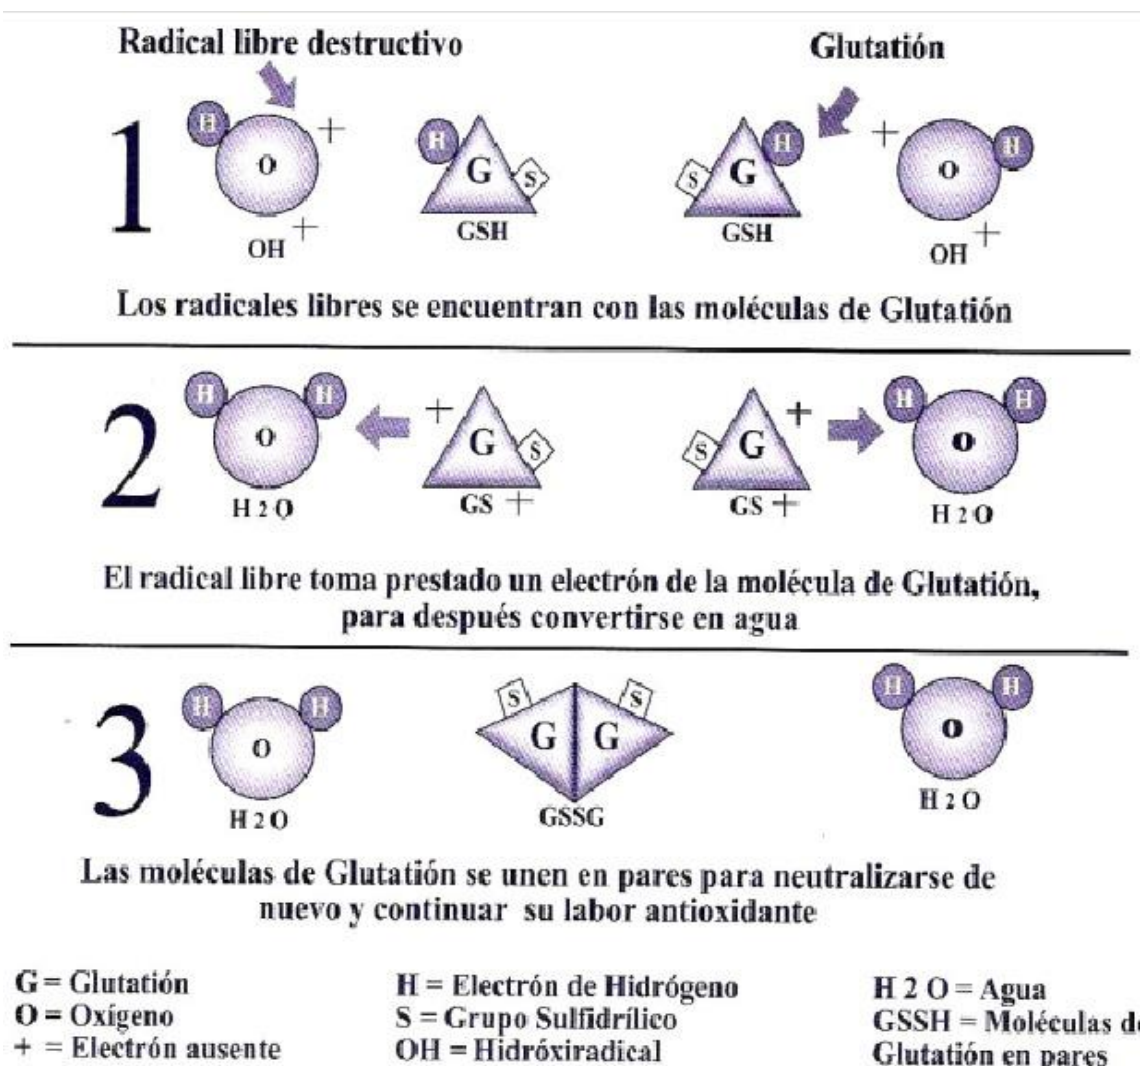 Radical libre destructivo
Glutatión
1
H
O
+
OH +
H
G
S
GSH
S
G
H
GSH
+
O
H
OH +
Los radicales libres se encuentran con las moléculas de Glutatión
2
H
H
O
H 2 O
+
G
S
GS +
S
G
+
GS +
H
H
O
H 2 O
El radical libre toma prestado un electrón de la molécula de Glutatión,
para después convertirse en agua
3
H
H
O
H 2 O
S
S
G
G
GSSG
H
H
O
H 2 O
Las moléculas de Glutatión se unen en pares para neutralizarse de
nuevo y continuar su labor antioxidante
G = Glutatión
O = Oxígeno
+ = Electrón ausente
H = Electrón de Hidrógeno
S = Grupo Sulfidrílico
OH = Hidróxiradical
H 2 O = Agua
GSSH = Moléculas de
Glutatión en pares